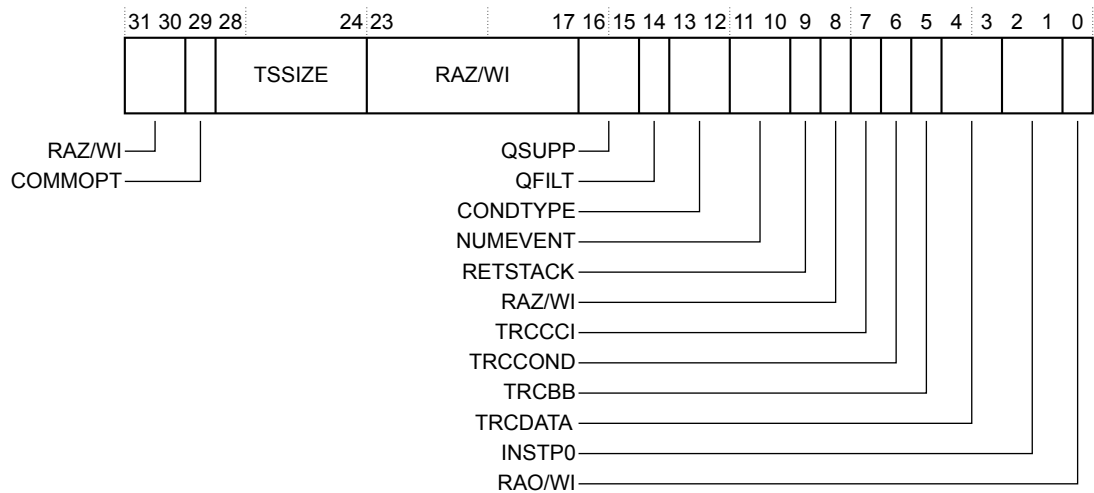 31 30 29 28 24 23 17 16 15 14 13 12 11 10 9 8 7 6 5 4 3 2 1 0
TSSIZE RAZ/WI
RAZ/WI QSUPP
COMMOPT QFILT
CONDTYPE
NUMEVENT
RETSTACK
RAZ/WI
TRCCCI
TRCCOND
TRCBB
TRCDATA
INSTP0
RAO/WI